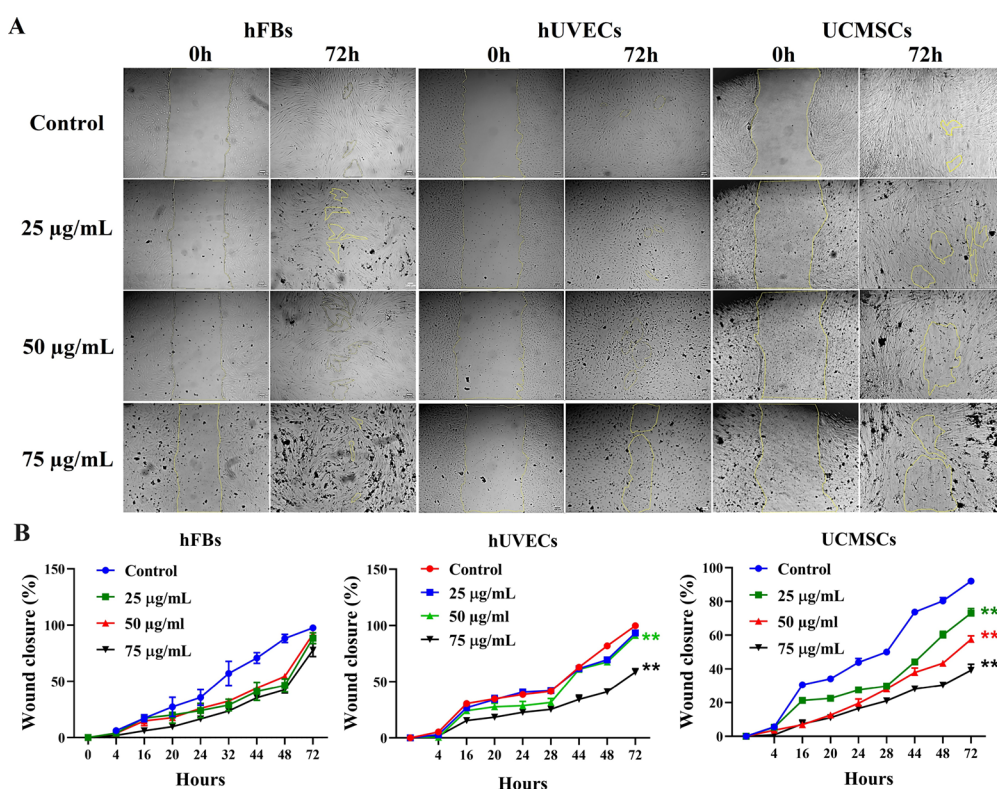 A
hFBs hUVECs UCMSCs
0h 72h 0h 72h 0h 72h
Control
25 µg/mL
50 µg/mL
75 µg/mL
B
hFBs
Wound closure (%)
150
100
50
0
Control
25 µg/mL
50 µg/ml
75 µg/mL
0 4 16 20 24 32 44 48 72
Hours
hUVECs
Wound closure (%)
150
100
50
0
Control
25 µg/mL
50 µg/ml
75 µg/mL
**
**
4 16 20 24 28 44 48 72
Hours
UCMSCs
Wound closure (%)
100
80
60
40
20
0
Control
25 µg/mL
50 µg/ml
75 µg/mL
**
**
**
4 16 20 24 28 44 48 72
Hours